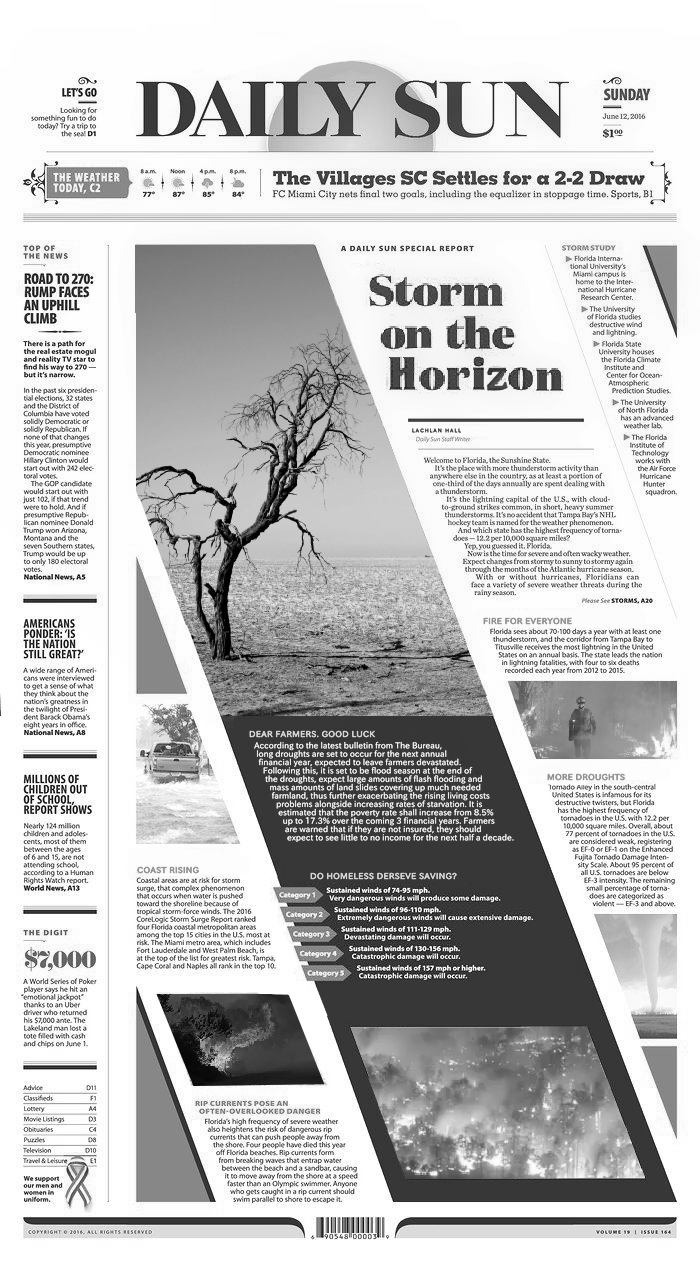 LET'S GO
Looking for
something fun to do
today? Try a trip to
the sea! D1
DAILY SUN
SUNDAY
June 12, 2016
$1⁰⁰
THE WEATHER
TODAY, C2
8 a.m. Noon 4 p.m. 8 p.m.
77° 87° 85° 84°
The Villages SC Settles for a 2-2 Draw
FC Miami City nets final two goals, including the equalizer in stoppage time. Sports, B1
TOP OF
THE NEWS
ROAD TO 270:
RUMP FACES
AN UPHILL
CLIMB
There is a path for
the real estate mogul
and reality TV star to
find his way to 270 —
but it's narrow.
In the past six presiden-
tial elections, 32 states
and the District of
Columbia have voted
solidly Democratic or
solidly Republican. If
none of that changes
this year, presumptive
Democratic nominee
Hillary Clinton would
start out with 242 elec-
toral votes.
The GOP candidate
would start out with
just 102, if that trend
were to hold. And if
presumptive Repub-
lican nominee Donald
Trump won Arizona,
Montana and the
seven Southern states,
Trump would be up
to only 180 electoral
votes.
National News, A5
AMERICANS
PONDER: 'IS
THE NATION
STILL GREAT?'
A wide range of Ameri-
cans were interviewed
to get a sense of what
they think about the
nation's greatness in
the twilight of Presi-
dent Barack Obama's
eight years in office.
National News, A8
MILLIONS OF
CHILDREN OUT
OF SCHOOL,
REPORT SHOWS
Nearly 124 million
children and adoles-
cents, most of them
between the ages
of 6 and 15, are not
attending school,
according to a Human
Rights Watch report.
World News, A13
THE DIGIT
$7,000
A World Series of Poker
player says he hit an
"emotional jackpot"
thanks to an Uber
driver who returned
his $7,000 ante. The
Lakeland man lost a
tote filled with cash
and chips on June 1.
Advice D11
Classifieds F1
Lottery A4
Movie Listings D3
Obituaries C4
Puzzles D8
Television D10
Travel & Leisure E1
We support
our men and
women in
uniform.
A DAILY SUN SPECIAL REPORT
Storm
on the
Horizon
LACHLAN HALL
Daily Sun Staff Writer
Welcome to Florida, the Sunshine State.
It's the place with more thunderstorm activity than
anywhere else in the country, as at least a portion of
one-third of the days annually are spent dealing with
a thunderstorm.
It's the lightning capital of the U.S., with cloud-
to-ground strikes common, in short, heavy summer
thunderstorms. It's no accident that Tampa Bay's NHL
hockey team is named for the weather phenomenon.
And which state has the highest frequency of torna-
does — 12.2 per 10,000 square miles?
Yep, you guessed it, Florida.
Now is the time for severe and often wacky weather.
Expect changes from stormy to sunny to stormy again
through the months of the Atlantic hurricane season.
With or without hurricanes, Floridians can
face a variety of severe weather threats during the
rainy season.
Please See STORMS, A20
STORM STUDY
▶ Florida Interna-
tional University's
Miami campus is
home to the Inter-
national Hurricane
Research Center.
▶ The University
of Florida studies
destructive wind
and lightning.
▶ Florida State
University houses
the Florida Climate
Institute and
Center for Ocean-
Atmospheric
Prediction Studies.
▶ The University
of North Florida
has an advanced
weather lab.
▶ The Florida
Institute of
Technology
works with
the Air Force
Hurricane
Hunter
squadron.
FIRE FOR EVERYONE
Florida sees about 70-100 days a year with at least one
thunderstorm, and the corridor from Tampa Bay to
Titusville receives the most lightning in the United
States on an annual basis. The state leads the nation
in lightning fatalities, with four to six deaths
recorded each year from 2012 to 2015.
DEAR FARMERS. GOOD LUCK
According to the latest bulletin from The Bureau,
long droughts are set to occur for the next annual
financial year, expected to leave farmers devastated.
Following this, it is set to be flood season at the end of
the droughts, expect large amounts of flash flooding and
mass amounts of land slides covering up much needed
farmland, thus further exacerbating the rising living costs
problems alongside increasing rates of starvation. It is
estimated that the poverty rate shall increase from 8.5%
up to 17.3% over the coming 3 financial years. Farmers
are warned that if they are not insured, they should
expect to see little to no income for the next half a decade.
MORE DROUGHTS
Tornado Alley in the south-central
United States is infamous for its
destructive twisters, but Florida
has the highest frequency of
tornadoes in the U.S. with 12.2 per
10,000 square miles. Overall, about
77 percent of tornadoes in the U.S.
are considered weak, registering
as EF-0 or EF-1 on the Enhanced
Fujita Tornado Damage Inten-
sity Scale. About 95 percent of
all U.S. tornadoes are below
EF-3 intensity. The remaining
small percentage of torna-
does are categorized as
violent — EF-3 and above.
COAST RISING
Coastal areas are at risk for storm
surge, that complex phenomenon
that occurs when water is pushed
toward the shoreline because of
tropical storm-force winds. The 2016
CoreLogic Storm Surge Report ranked
four Florida coastal metropolitan areas
among the top 15 cities in the U.S. most at
risk. The Miami metro area, which includes
Fort Lauderdale and West Palm Beach, is
at the top of the list for greatest risk. Tampa,
Cape Coral and Naples all rank in the top 10.
DO HOMELESS DERSEVE SAVING?
Category 1 Sustained winds of 74-95 mph.
Very dangerous winds will produce some damage.
Category 2 Sustained winds of 96-110 mph.
Extremely dangerous winds will cause extensive damage.
Category 3 Sustained winds of 111-129 mph.
Devastating damage will occur.
Category 4 Sustained winds of 130-156 mph.
Catastrophic damage will occur.
Category 5 Sustained winds of 157 mph or higher.
Catastrophic damage will occur.
RIP CURRENTS POSE AN
OFTEN-OVERLOOKED DANGER
Florida's high frequency of severe weather
also heightens the risk of dangerous rip
currents that can push people away from
the shore. Four people have died this year
off Florida beaches. Rip currents form
from breaking waves that entrap water
between the beach and a sandbar, causing
it to move away from the shore at a speed
faster than an Olympic swimmer. Anyone
who gets caught in a rip current should
swim parallel to shore to escape it.
COPYRIGHT © 2016, ALL RIGHTS RESERVED
6 90548 00003 9
VOLUME 19 | ISSUE 164